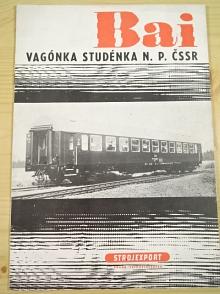 Bai
VAGÓNKA STUDÉNKA N. P. ČSSR
STROJEXPORT